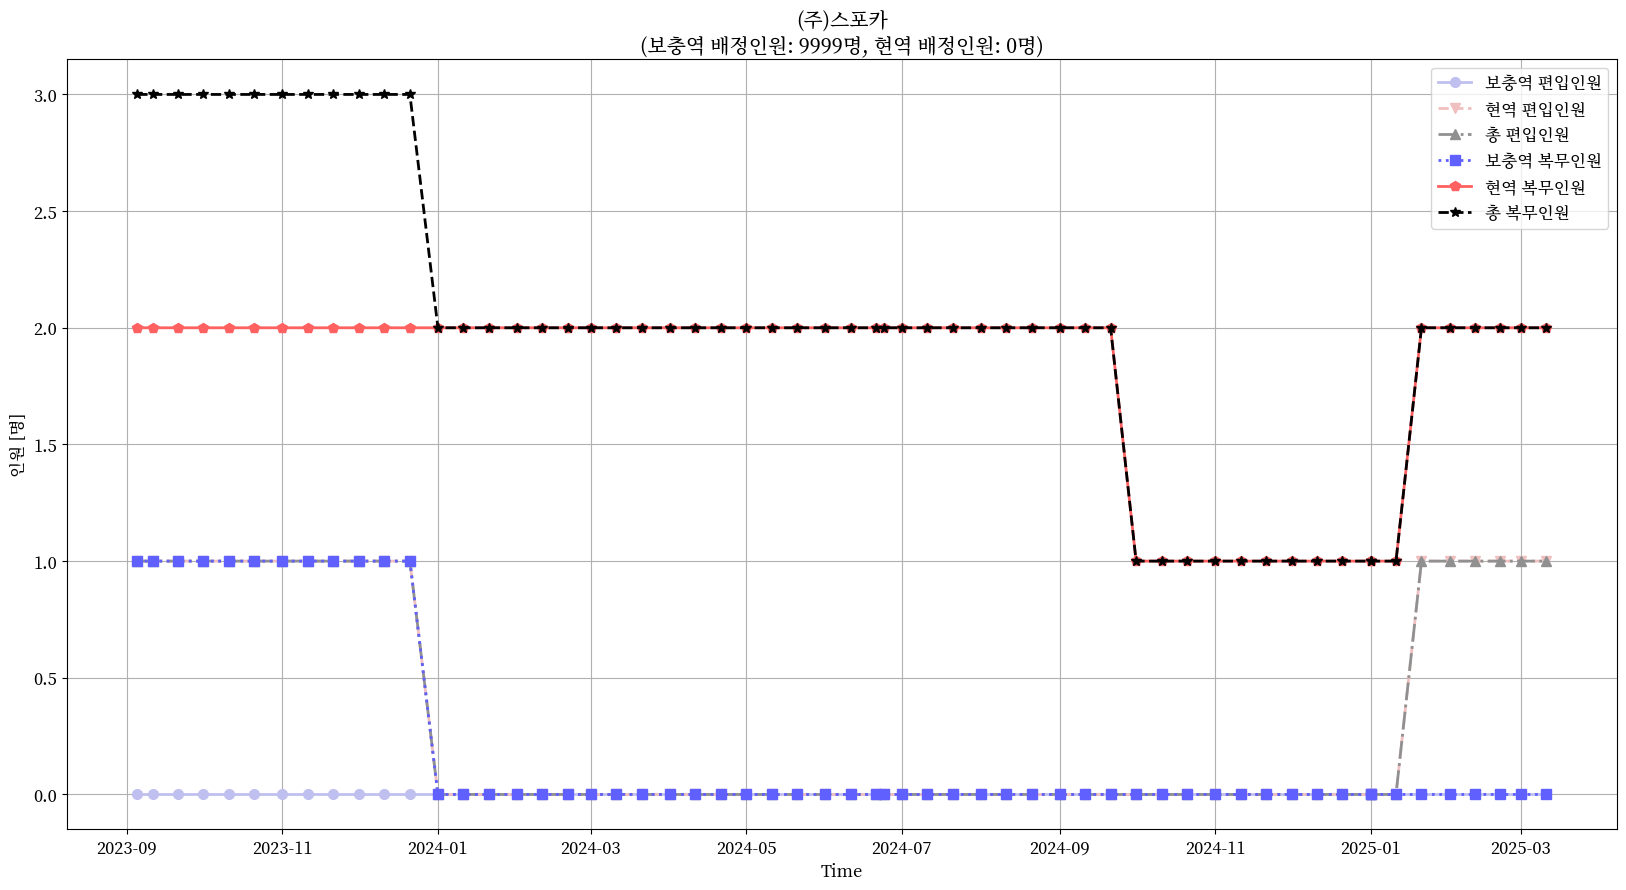 (주)스포카
(보충역 배정인원: 9999명, 현역 배정인원: 0명)
보충역 편입인원
현역 편입인원
총 편입인원
보충역 복무인원
현역 복무인원
총 복무인원
인원 [명]
3.0
2.5
2.0
1.5
1.0
0.5
0.0
2023-09 2023-11 2024-01 2024-03 2024-05 2024-07 2024-09 2024-11 2025-01 2025-03
Time